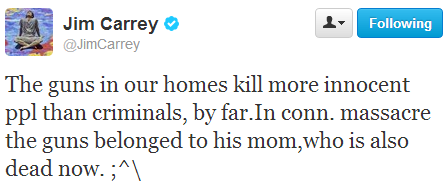 Jim Carrey
@JimCarrey
Following
The guns in our homes kill more innocent
ppl than criminals, by far.In conn. massacre
the guns belonged to his mom,who is also
dead now. ;^\